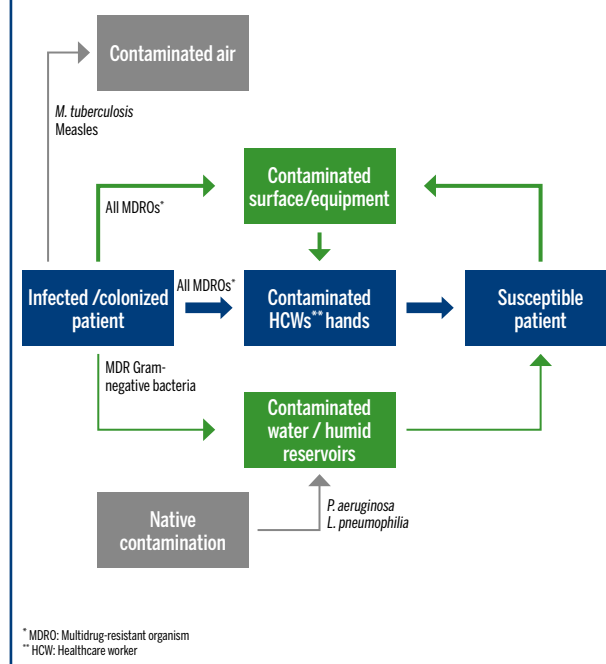 Contaminated air
M. tuberculosis
Measles
Contaminated
surface/equipment
All MDROs*
Infected /colonized
patient
All MDROs*
Contaminated
HCWs** hands
Susceptible
patient
MDR Gram-
negative bacteria
Contaminated
water / humid
reservoirs
Native
contamination
P. aeruginosa
L. pneumophilia
* MDRO: Multidrug-resistant organism
** HCW: Healthcare worker